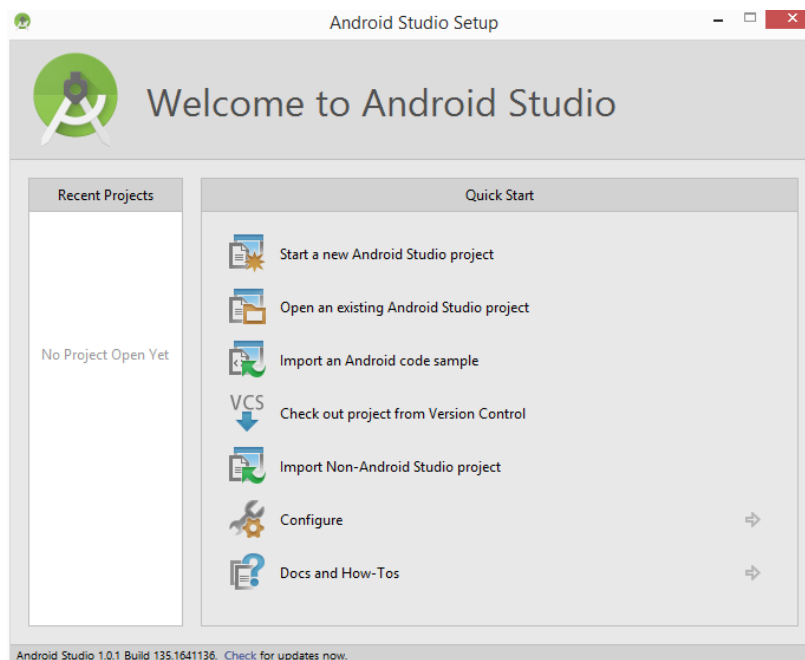 Android Studio Setup
Welcome to Android Studio
Recent Projects
No Project Open Yet
Quick Start
Start a new Android Studio project
Open an existing Android Studio project
Import an Android code sample
VCS
Check out project from Version Control
Import Non-Android Studio project
Configure
Docs and How-Tos
Android Studio 1.0.1 Build 135.1641136. Check for updates now.